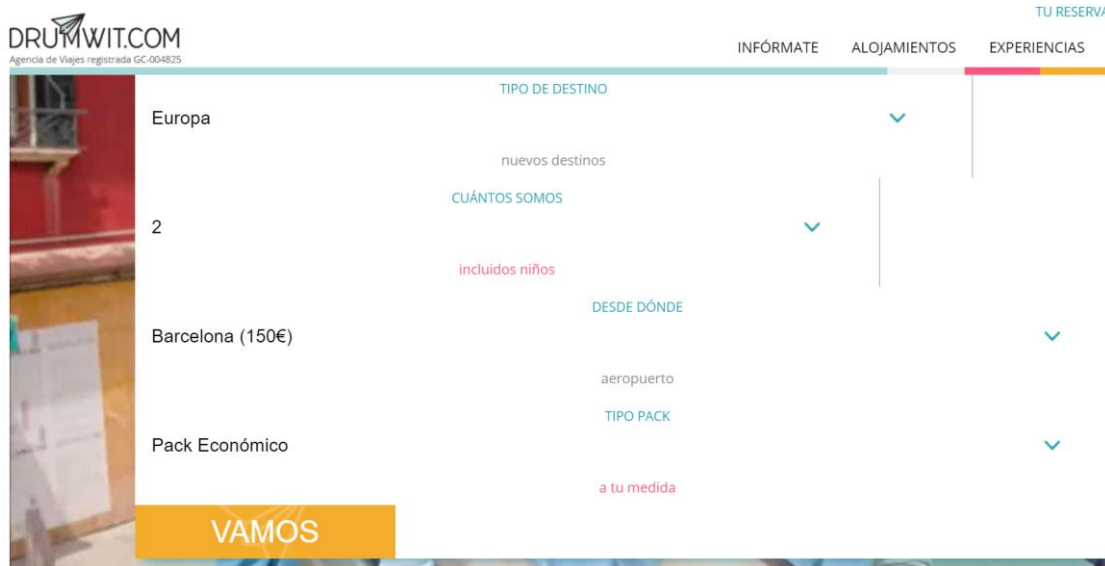 TU RESERVA
DRUMWIT.COM
Agencia de Viajes registrada GC-004825
INFÓRMATE ALOJAMIENTOS EXPERIENCIAS
TIPO DE DESTINO
Europa
nuevos destinos
CUÁNTOS SOMOS
2
incluidos niños
DESDE DÓNDE
Barcelona (150€)
aeropuerto
TIPO PACK
Pack Económico
a tu medida
VAMOS